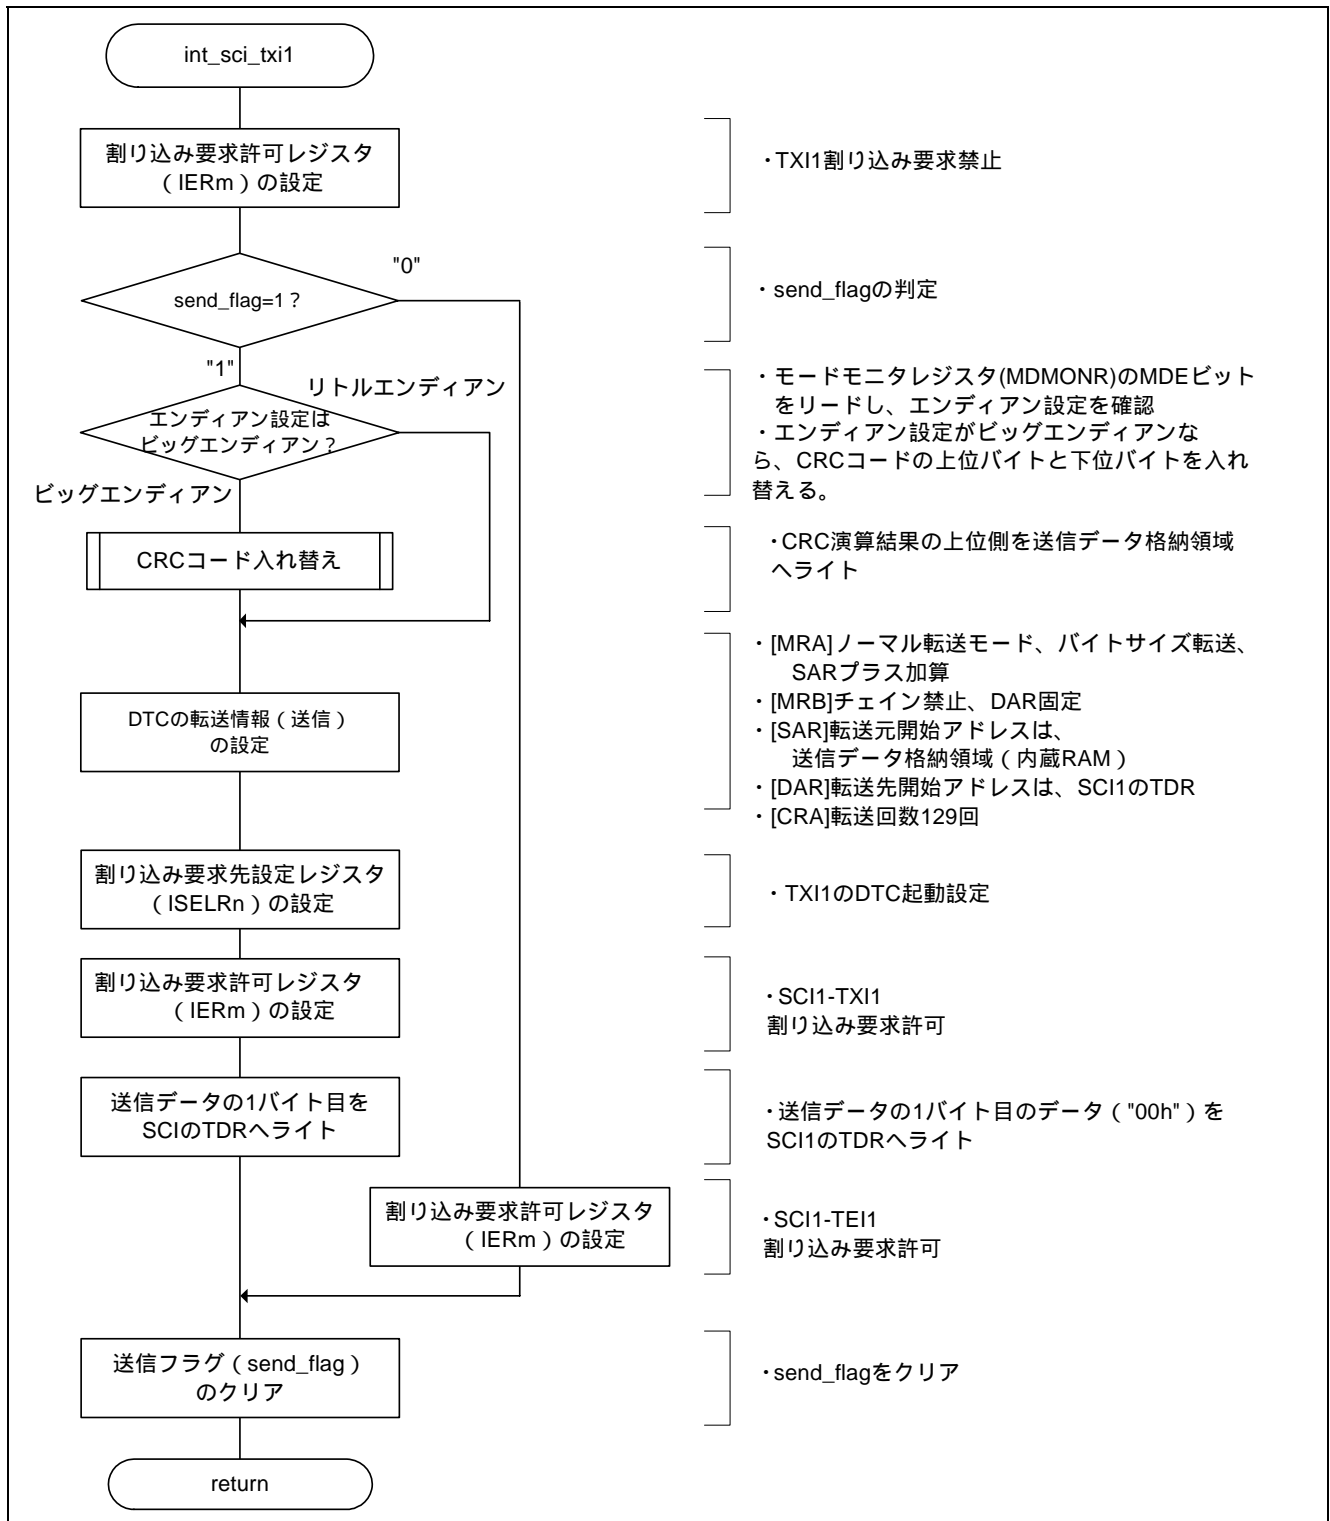 int_sci_txi1
割り込み要求許可レジスタ
（IERm）の設定
・TXI1割り込み要求禁止
"0"
send_flag=1？
・send_flagの判定
"1"
リトルエンディアン
エンディアン設定は
ビッグエンディアン？
ビッグエンディアン
・モードモニタレジスタ(MDMONR)のMDEビット
をリードし、エンディアン設定を確認
・エンディアン設定がビッグエンディアンな
ら、CRCコードの上位バイトと下位バイトを入れ
替える。
CRCコード入れ替え
・CRC演算結果の上位側を送信データ格納領域
へライト
DTCの転送情報（送信）
の設定
・[MRA]ノーマル転送モード、バイトサイズ転送、
SARプラス加算
・[MRB]チェイン禁止、DAR固定
・[SAR]転送元開始アドレスは、
送信データ格納領域（内蔵RAM）
・[DAR]転送先開始アドレスは、SCI1のTDR
・[CRA]転送回数129回
割り込み要求先設定レジスタ
（ISELRn）の設定
・TXI1のDTC起動設定
割り込み要求許可レジスタ
（IERm）の設定
・SCI1-TXI1
割り込み要求許可
送信データの1バイト目を
SCIのTDRへライト
・送信データの1バイト目のデータ（"00h"）を
SCI1のTDRへライト
割り込み要求許可レジスタ
（IERm）の設定
・SCI1-TEI1
割り込み要求許可
送信フラグ（send_flag）
のクリア
・send_flagをクリア
return